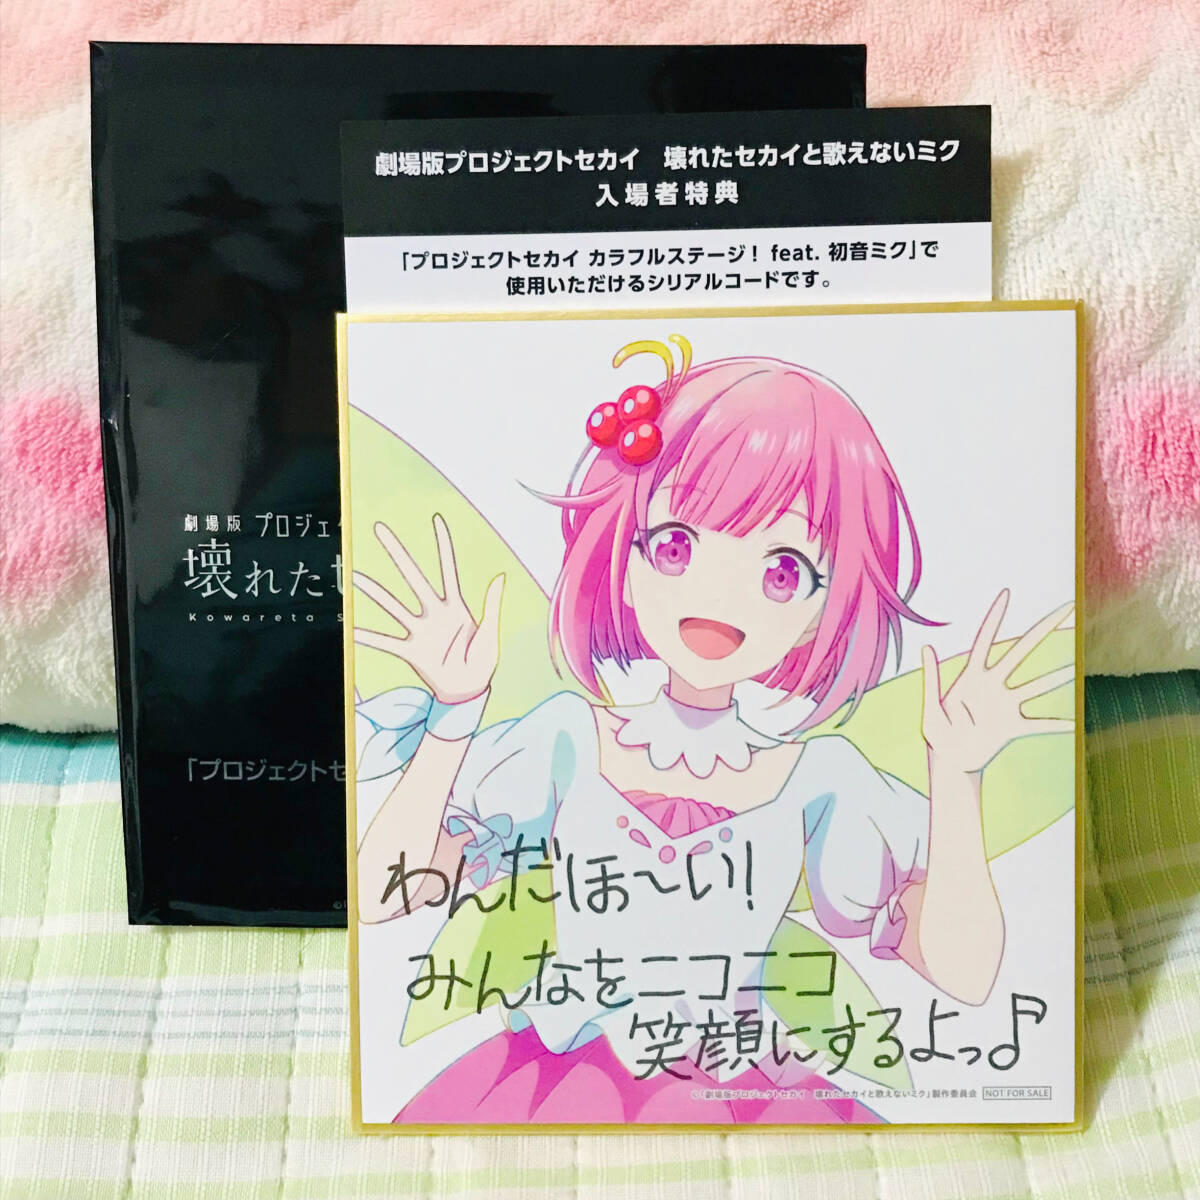 劇場版プロジェクトセカイ　壊れたセカイと歌えないミク
入場者特典
「プロジェクトセカイ カラフルステージ！ feat. 初音ミク」で
使用いただけるシリアルコードです。
劇場版 プロジェク
壊れたセ
Kowareta S
「プロジェクトセ
わんだほ～い！
みんなをニコニコ
笑顔にするよっ♪
©「劇場版プロジェクトセカイ　壊れたセカイと歌えないミク」製作委員会 NOT FOR SALE